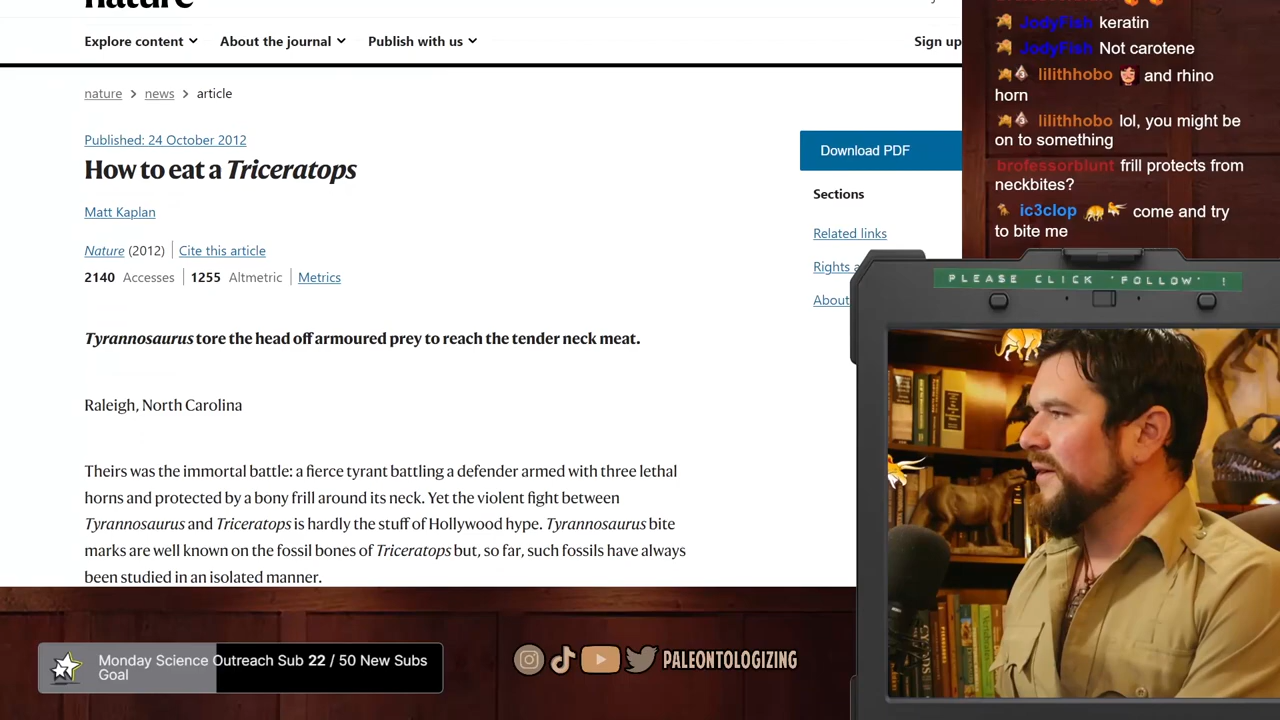 nature
Explore content
About the journal
Publish with us
Sign up
nature > news > article
Published: 24 October 2012
How to eat a Triceratops
Matt Kaplan
Nature (2012)
Cite this article
2140 Accesses
1255 Altmetric
Metrics
Tyrannosaurus tore the head off armoured prey to reach the tender neck meat.
Raleigh, North Carolina
Theirs was the immortal battle: a fierce tyrant battling a defender armed with three lethal
horns and protected by a bony frill around its neck. Yet the violent fight between
Tyrannosaurus and Triceratops is hardly the stuff of Hollywood hype. Tyrannosaurus bite
marks are well known on the fossil bones of Triceratops but, so far, such fossils have always
been studied in an isolated manner.
Download PDF
Sections
Related links
Rights
About
JodyFish keratin
JodyFish Not carotene
lilithhobo and rhino
horn
lilithhobo lol, you might be
on to something
brofessorblunt frill protects from
neckbites?
ic3clop come and try
to bite me
PLEASE CLICK 'FOLLOW' !
Monday Science Outreach Sub 22 / 50 New Subs
Goal
PALEONTOLOGIZING